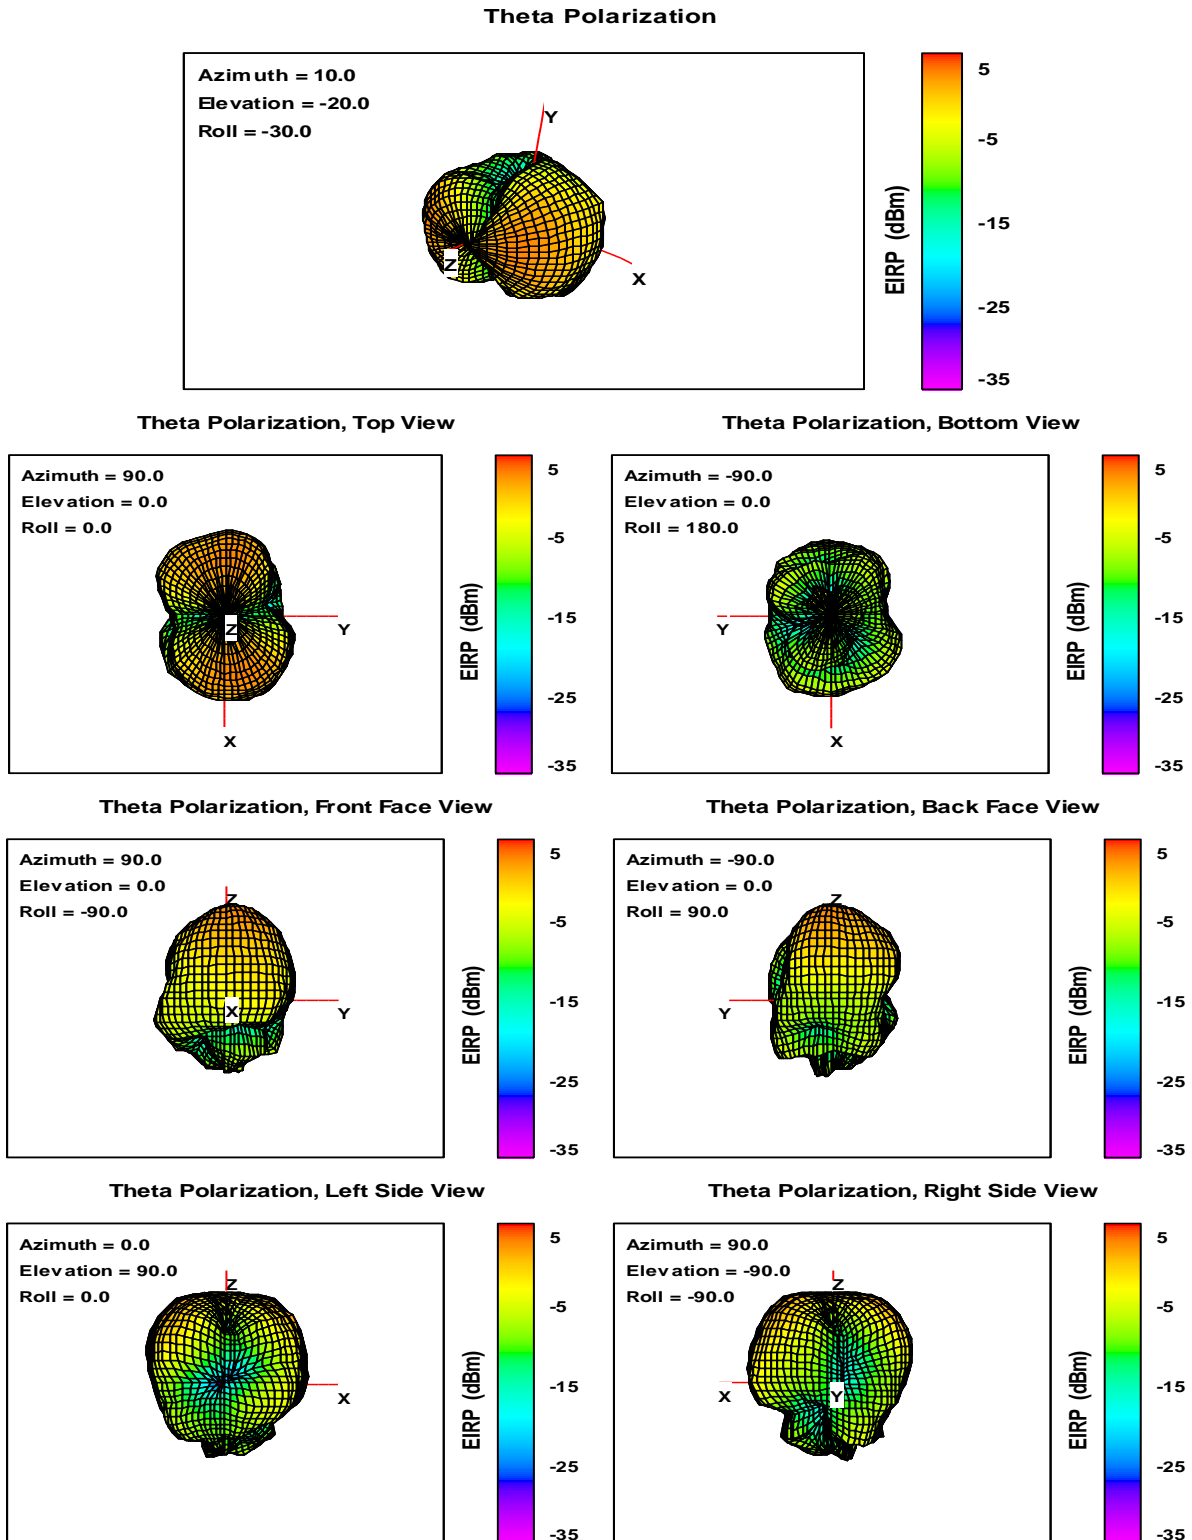 Theta Polarization
Azimuth = 10.0
Elevation = -20.0
Roll = -30.0
Y
Z
X
EIRP (dBm)
5
-5
-15
-25
-35
Theta Polarization, Top View
Azimuth = 90.0
Elevation = 0.0
Roll = 0.0
Z
Y
X
EIRP (dBm)
5
-5
-15
-25
-35
Theta Polarization, Bottom View
Azimuth = -90.0
Elevation = 0.0
Roll = 180.0
Y
X
EIRP (dBm)
5
-5
-15
-25
-35
Theta Polarization, Front Face View
Azimuth = 90.0
Elevation = 0.0
Roll = -90.0
Z
X
Y
EIRP (dBm)
5
-5
-15
-25
-35
Theta Polarization, Back Face View
Azimuth = -90.0
Elevation = 0.0
Roll = 90.0
Z
Y
EIRP (dBm)
5
-5
-15
-25
-35
Theta Polarization, Left Side View
Azimuth = 0.0
Elevation = 90.0
Roll = 0.0
Z
X
EIRP (dBm)
5
-5
-15
-25
-35
Theta Polarization, Right Side View
Azimuth = 90.0
Elevation = -90.0
Roll = -90.0
Z
X
Y
EIRP (dBm)
5
-5
-15
-25
-35